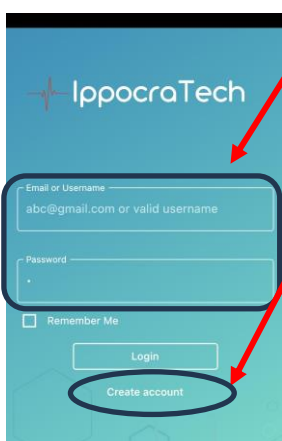 IppocraTech
Email or Username
abc@gmail.com or valid username
Password
Remember Me
Login
Create account